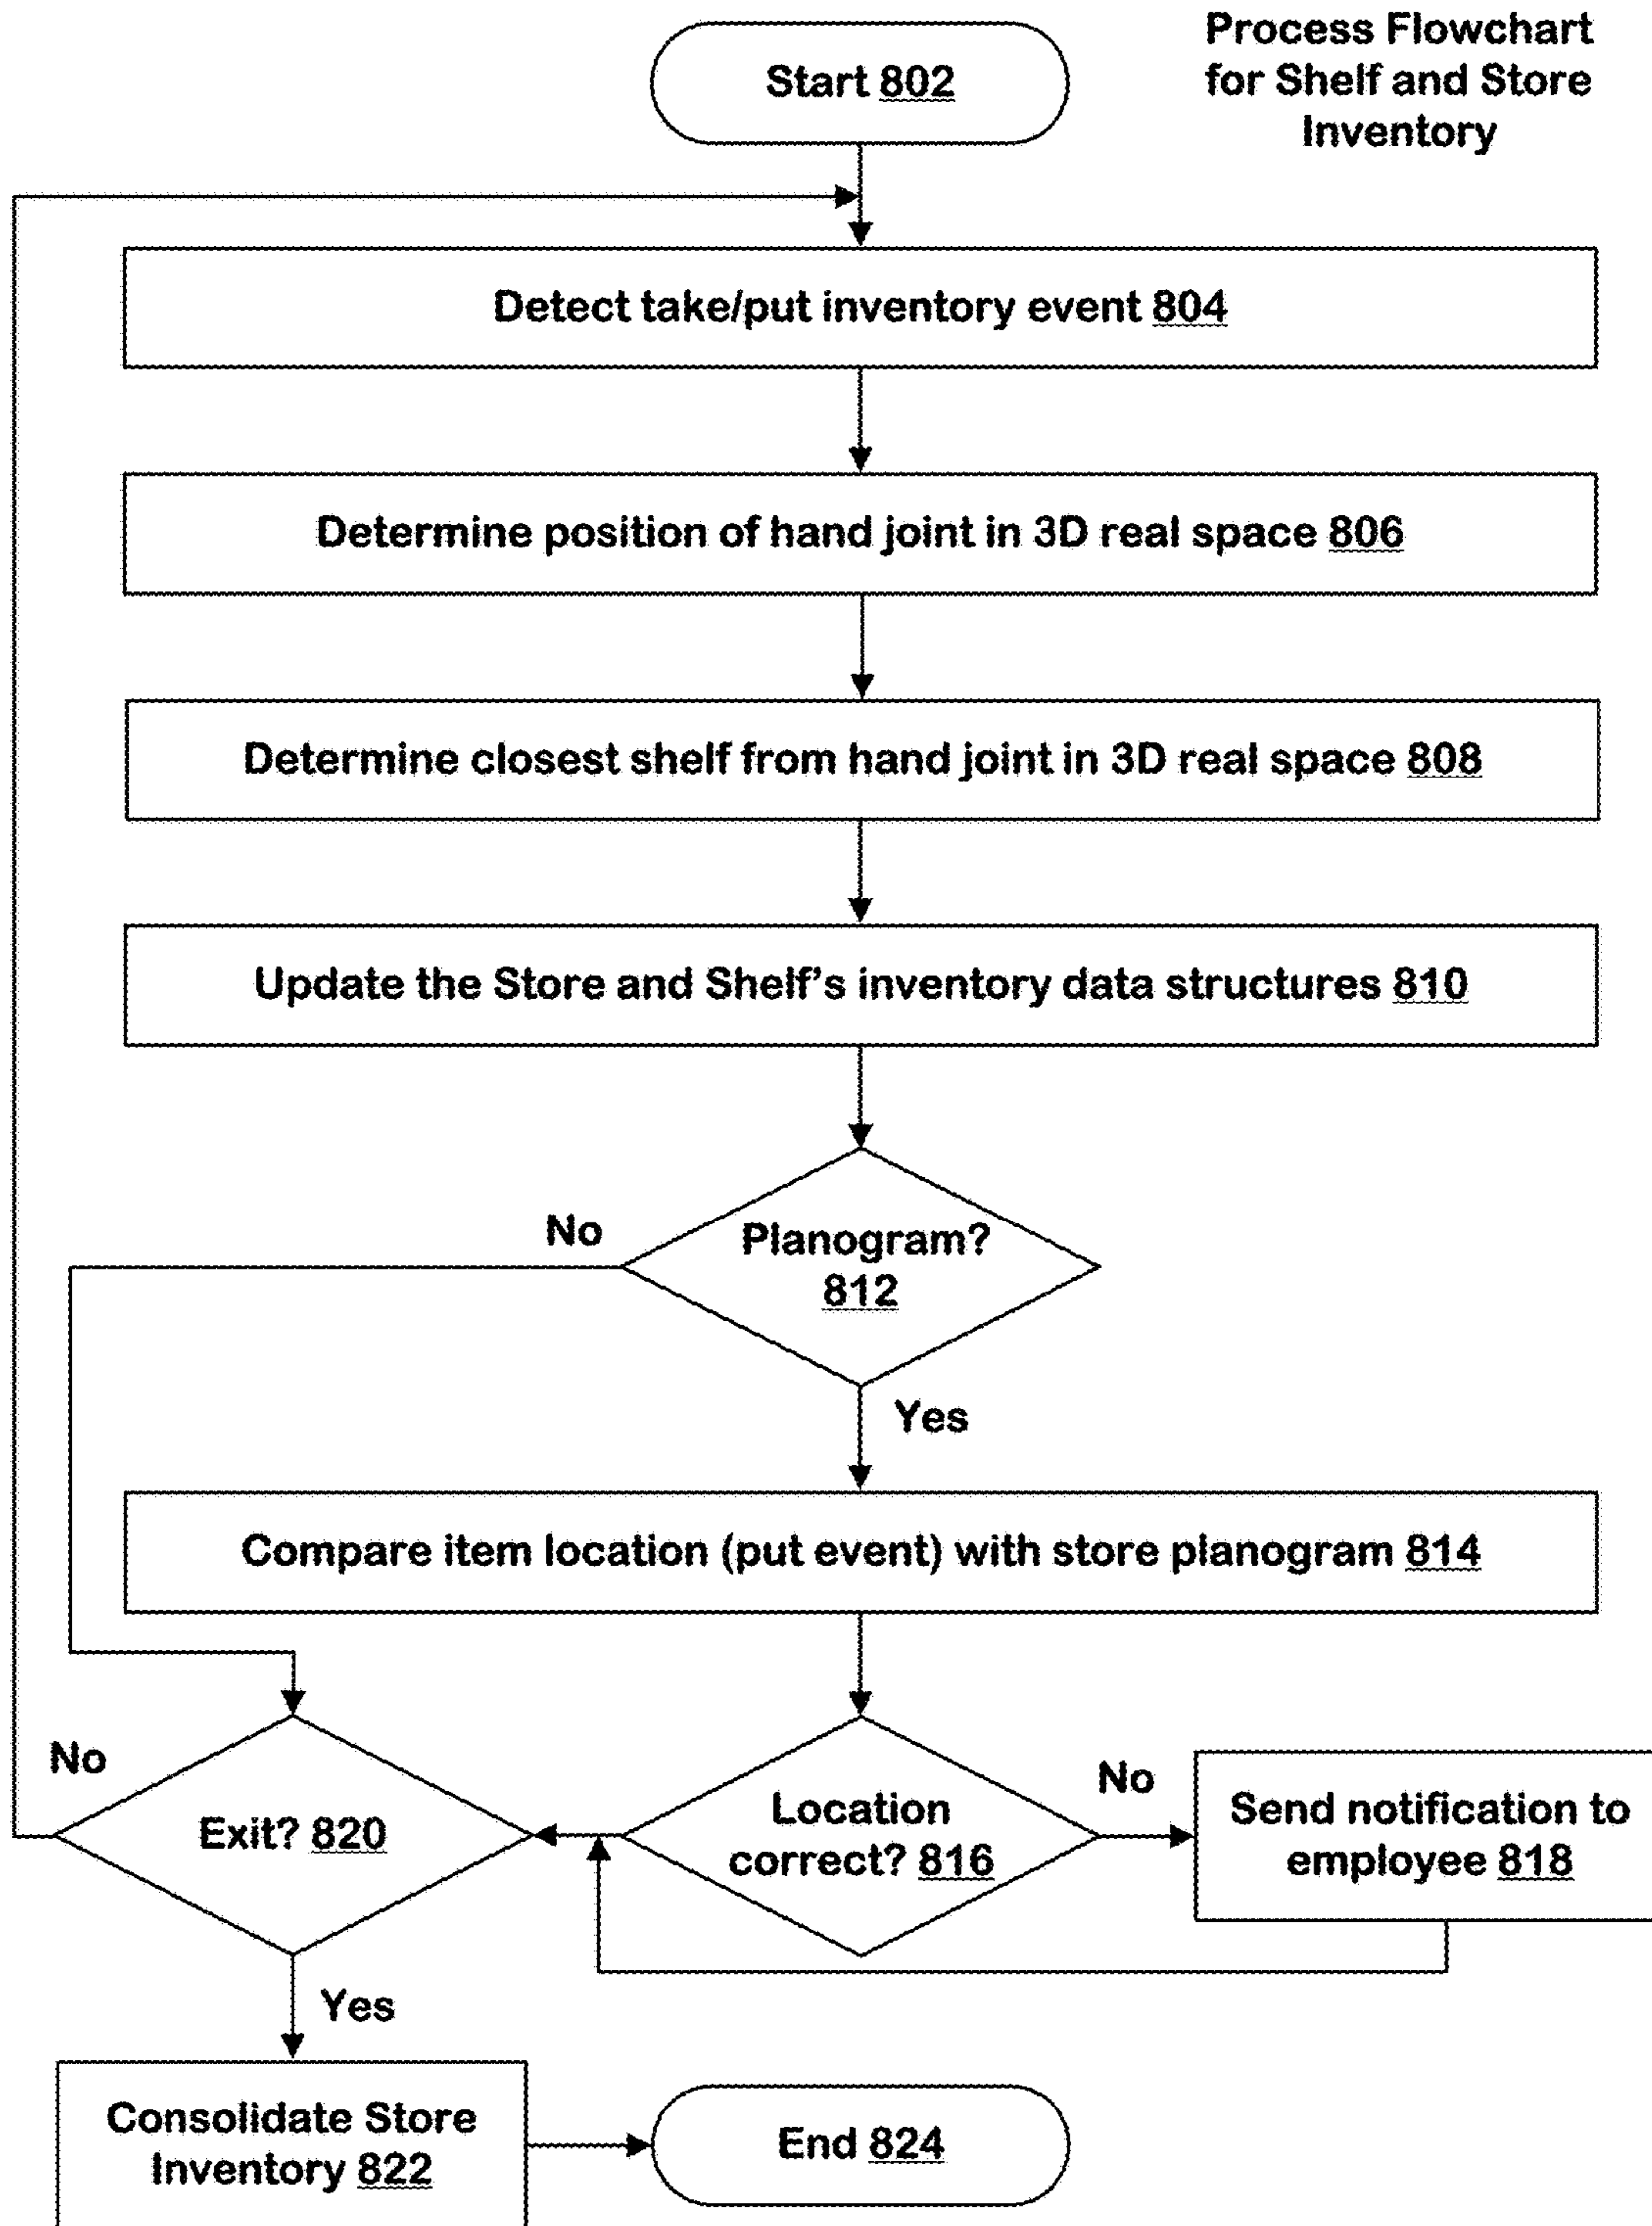 Process Flowchart
for Shelf and Store
Inventory
Start 802
Detect take/put inventory event 804
Determine position of hand joint in 3D real space 806
Determine closest shelf from hand joint in 3D real space 808
Update the Store and Shelf's inventory data structures 810
No
Planogram?
812
Yes
Compare item location (put event) with store planogram 814
No
Exit? 820
Location
correct? 816
No
Send notification to
employee 818
Yes
Consolidate Store
Inventory 822
End 824